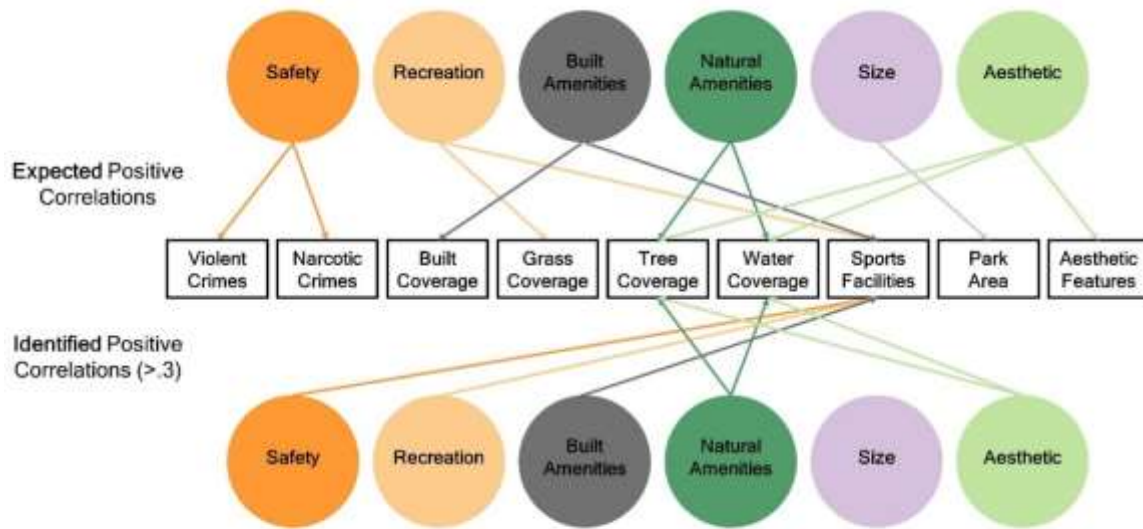 Safety
Recreation
Built
Amenities
Natural
Amenities
Size
Aesthetic
Expected Positive
Correlations
Violent
Crimes
Narcotic
Crimes
Built
Coverage
Grass
Coverage
Tree
Coverage
Water
Coverage
Sports
Facilities
Park
Area
Aesthetic
Features
Identified Positive
Correlations (>.3)
Safety
Recreation
Built
Amenities
Natural
Amenities
Size
Aesthetic